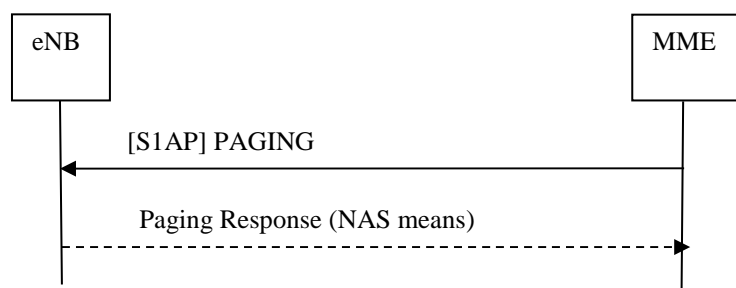 eNB
MME
[S1AP] PAGING
Paging Response (NAS means)